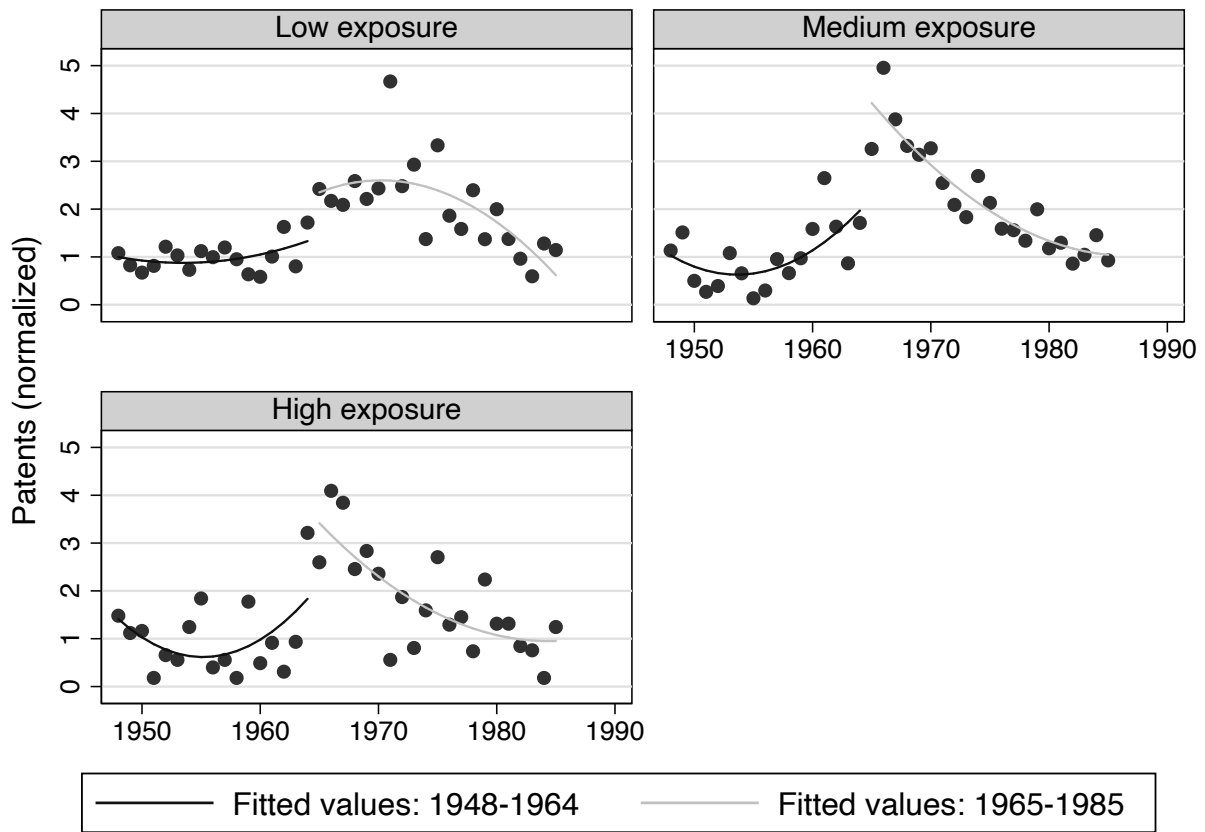 Low exposure
Medium exposure
5
4
3
2
1
0
1950 1960 1970 1980 1990
High exposure
5
4
3
2
1
0
1950 1960 1970 1980 1990
Patents (normalized)
Fitted values: 1948-1964
Fitted values: 1965-1985